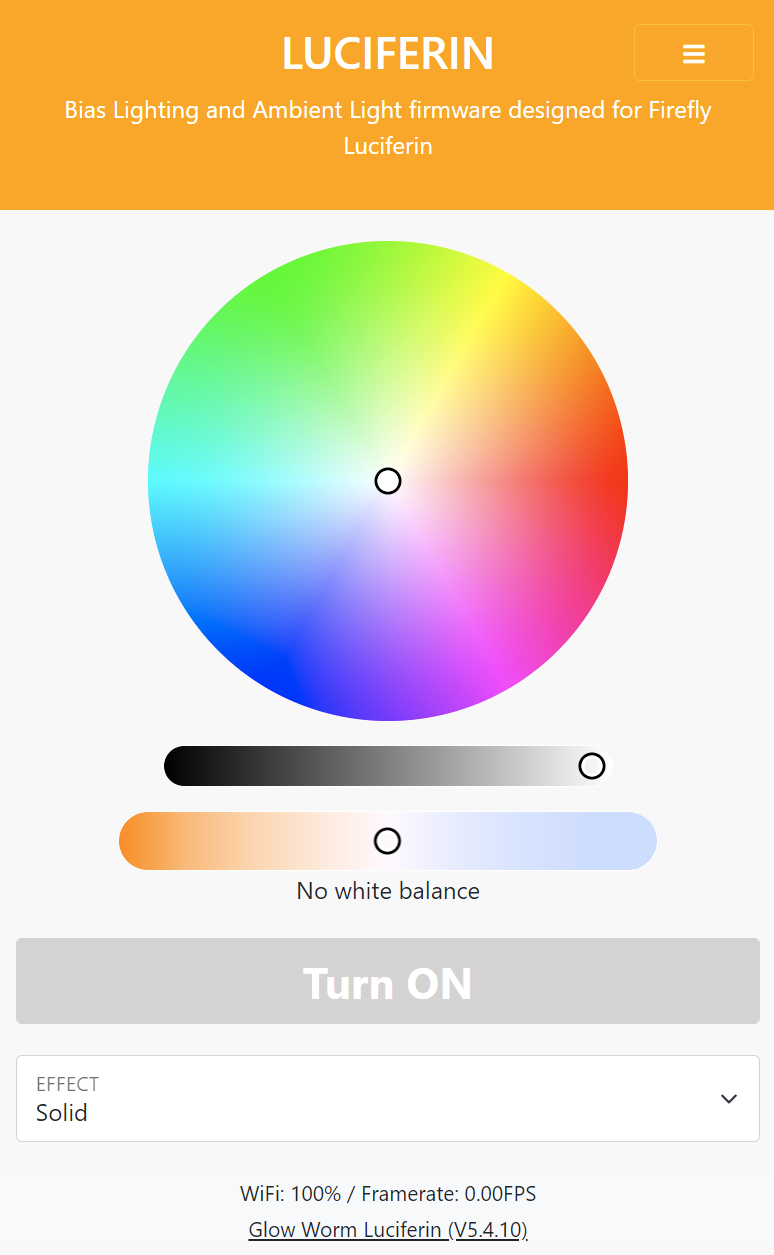 LUCIFERIN
Bias Lighting and Ambient Light firmware designed for Firefly
Luciferin
No white balance
Turn ON
EFFECT
Solid
WiFi: 100% / Framerate: 0.00FPS
Glow Worm Luciferin (V5.4.10)